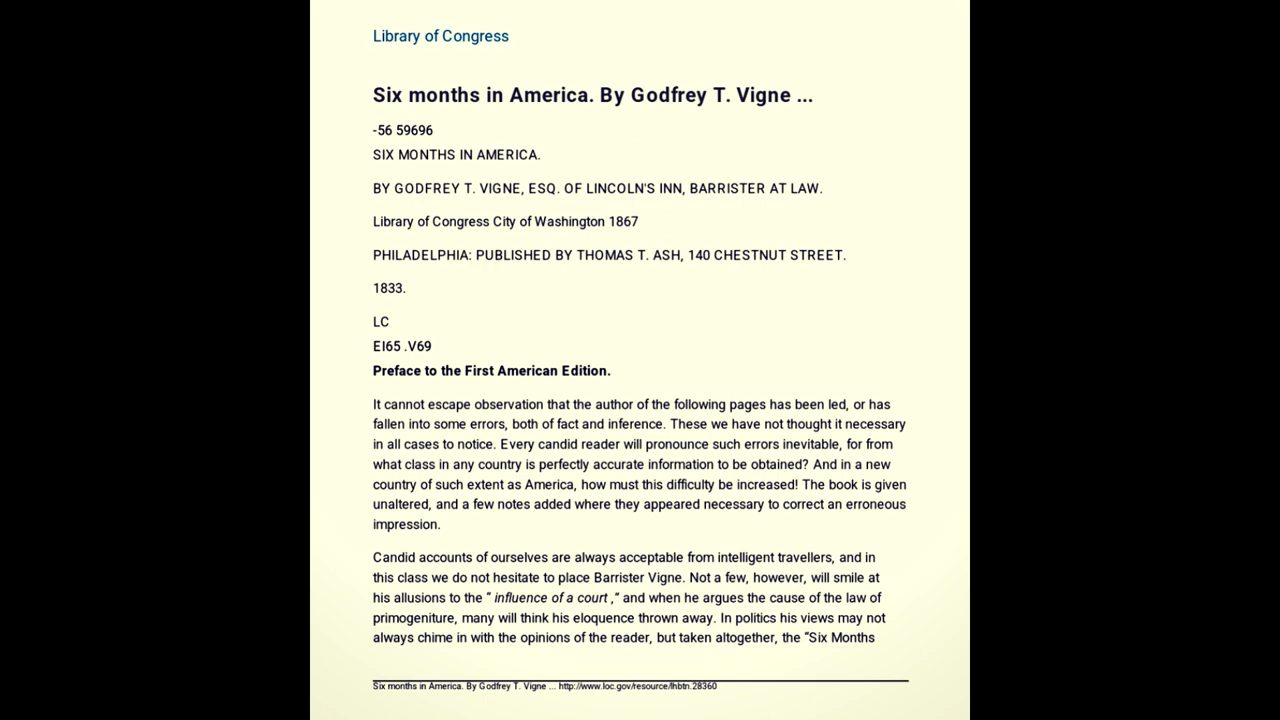 Library of Congress
Six months in America. By Godfrey T. Vigne ...
-56 59696
SIX MONTHS IN AMERICA.
BY GODFREY T. VIGNE, ESQ. OF LINCOLN'S INN, BARRISTER AT LAW.
Library of Congress City of Washington 1867
PHILADELPHIA: PUBLISHED BY THOMAS T. ASH, 140 CHESTNUT STREET.
1833.
LC
EI65 .V69
Preface to the First American Edition.
It cannot escape observation that the author of the following pages has been led, or has
fallen into some errors, both of fact and inference. These we have not thought it necessary
in all cases to notice. Every candid reader will pronounce such errors inevitable, for from
what class in any country is perfectly accurate information to be obtained? And in a new
country of such extent as America, how must this difficulty be increased! The book is given
unaltered, and a few notes added where they appeared necessary to correct an erroneous
impression.
Candid accounts of ourselves are always acceptable from intelligent travellers, and in
this class we do not hesitate to place Barrister Vigne. Not a few, however, will smile at
his allusions to the “ influence of a court ,” and when he argues the cause of the law of
primogeniture, many will think his eloquence thrown away. In politics his views may not
always chime in with the opinions of the reader, but taken altogether, the “Six Months
Six months in America. By Godfrey T. Vigne ... http://www.loc.gov/resource/lhbtn.28360